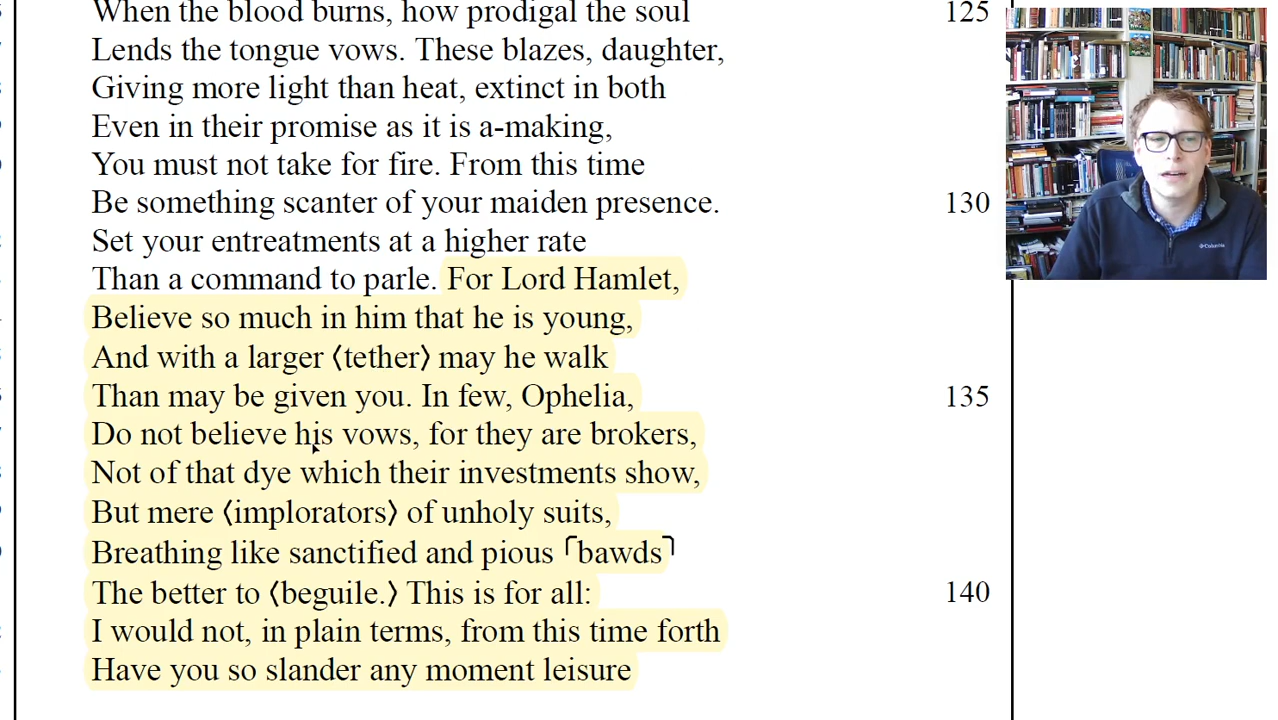 When the blood burns, how prodigal the soul 125
Lends the tongue vows. These blazes, daughter,
Giving more light than heat, extinct in both
Even in their promise as it is a-making,
You must not take for fire. From this time
Be something scanter of your maiden presence. 130
Set your entreatments at a higher rate
Than a command to parle. For Lord Hamlet,
Believe so much in him that he is young,
And with a larger ⟨tether⟩ may he walk
Than may be given you. In few, Ophelia, 135
Do not believe his vows, for they are brokers,
Not of that dye which their investments show,
But mere ⟨implorators⟩ of unholy suits,
Breathing like sanctified and pious ⌜bawds⌝
The better to ⟨beguile.⟩ This is for all: 140
I would not, in plain terms, from this time forth
Have you so slander any moment leisure
Columbia